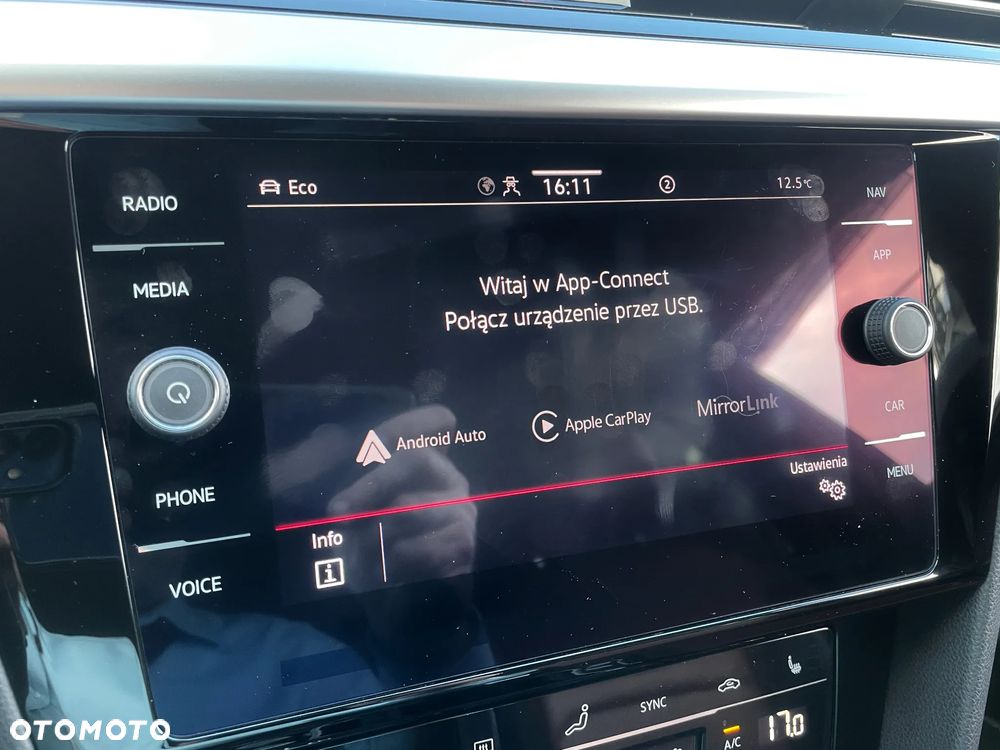 RADIO
MEDIA
PHONE
VOICE
Eco
16:11
2
12.5°C
Witaj w App-Connect
Połącz urządzenie przez USB.
Android Auto
Apple CarPlay
MirrorLink
Ustawienia
Info
NAV
APP
CAR
MENU
SYNC
A/C
17.0
OTOMOTO